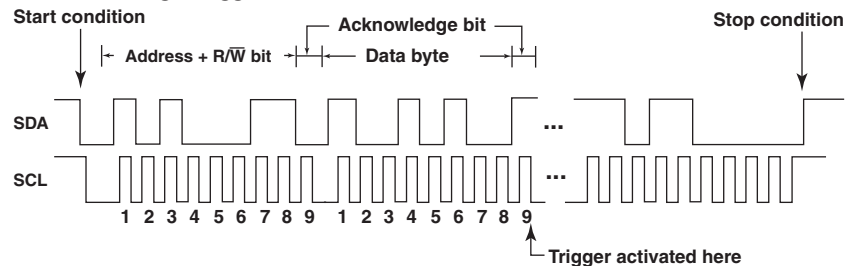 Start condition
Acknowledge bit
Stop condition
Address + R/W̅ bit
Data byte
SDA
...
SCL
...
1 2 3 4 5 6 7 8 9 1 2 3 4 5 6 7 8 9
Trigger activated here